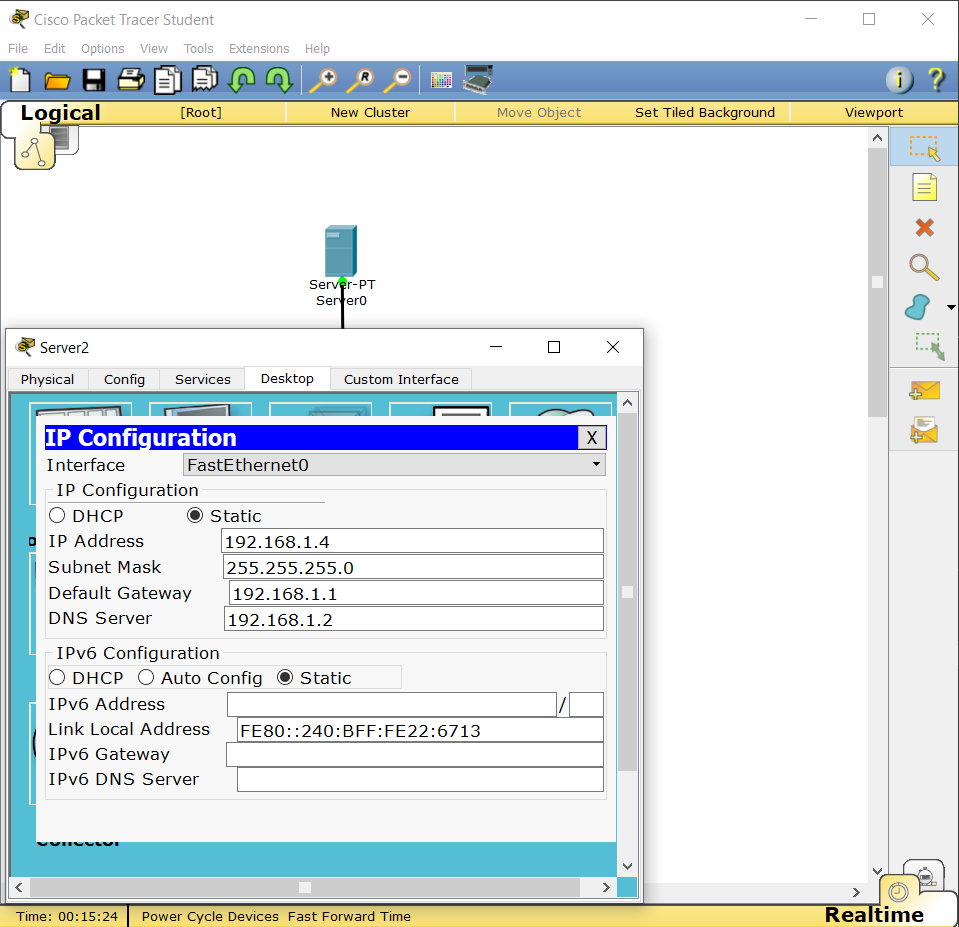 Cisco Packet Tracer Student
File Edit Options View Tools Extensions Help
Logical [Root] New Cluster Move Object Set Tiled Background Viewport
Server-PT
Server0
Server2
Physical Config Services Desktop Custom Interface
IP Configuration X
Interface FastEthernet0
IP Configuration
DHCP Static
IP Address 192.168.1.4
Subnet Mask 255.255.255.0
Default Gateway 192.168.1.1
DNS Server 192.168.1.2
IPv6 Configuration
DHCP Auto Config Static
IPv6 Address /
Link Local Address FE80::240:BFF:FE22:6713
IPv6 Gateway
IPv6 DNS Server
Collector
Time: 00:15:24 Power Cycle Devices Fast Forward Time Realtime